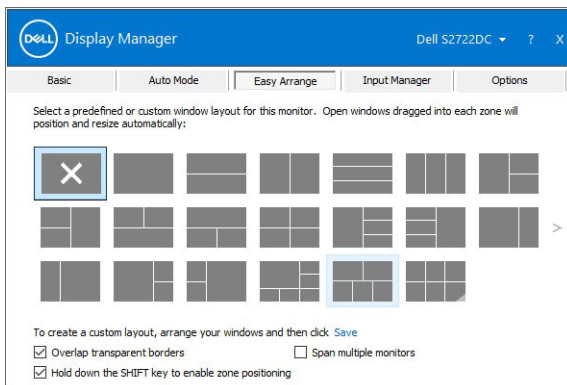 DELL Display Manager Dell S2722DC ? X
Basic Auto Mode Easy Arrange Input Manager Options
Select a predefined or custom window layout for this monitor. Open windows dragged into each zone will
position and resize automatically:
To create a custom layout, arrange your windows and then click Save
Overlap transparent borders Span multiple monitors
Hold down the SHIFT key to enable zone positioning